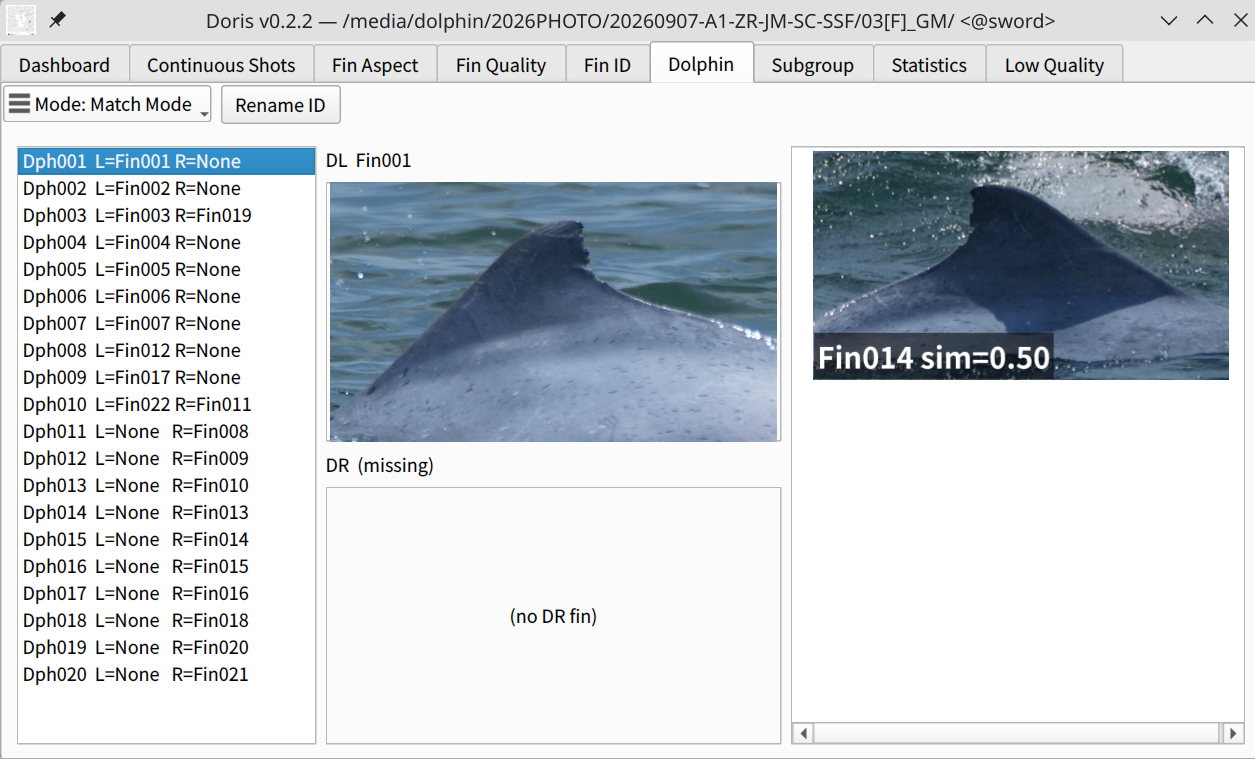 Doris v0.2.2 — /media/dolphin/2026PHOTO/20260907-A1-ZR-JM-SC-SSF/03[F]_GM/ <@sword>
Dashboard Continuous Shots Fin Aspect Fin Quality Fin ID Dolphin Subgroup Statistics Low Quality
Mode: Match Mode Rename ID
Dph001 L=Fin001 R=None
Dph002 L=Fin002 R=None
Dph003 L=Fin003 R=Fin019
Dph004 L=Fin004 R=None
Dph005 L=Fin005 R=None
Dph006 L=Fin006 R=None
Dph007 L=Fin007 R=None
Dph008 L=Fin012 R=None
Dph009 L=Fin017 R=None
Dph010 L=Fin022 R=Fin011
Dph011 L=None R=Fin008
Dph012 L=None R=Fin009
Dph013 L=None R=Fin010
Dph014 L=None R=Fin013
Dph015 L=None R=Fin014
Dph016 L=None R=Fin015
Dph017 L=None R=Fin016
Dph018 L=None R=Fin018
Dph019 L=None R=Fin020
Dph020 L=None R=Fin021
DL Fin001
DR (missing)
(no DR fin)
Fin014 sim=0.50